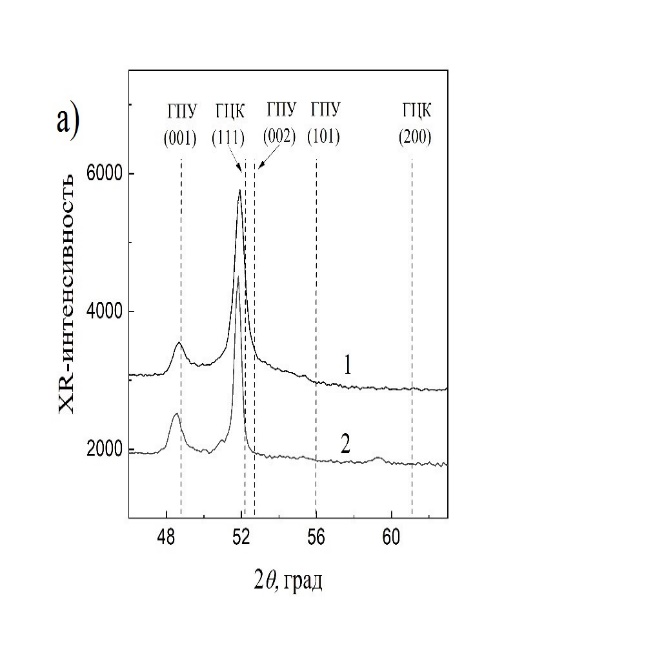 а)
ГПУ ГЦК ГПУ ГПУ ГЦК
(001) (111) (002) (101) (200)
XR-интенсивность
6000
4000
2000
1
2
48 52 56 60
2θ, град